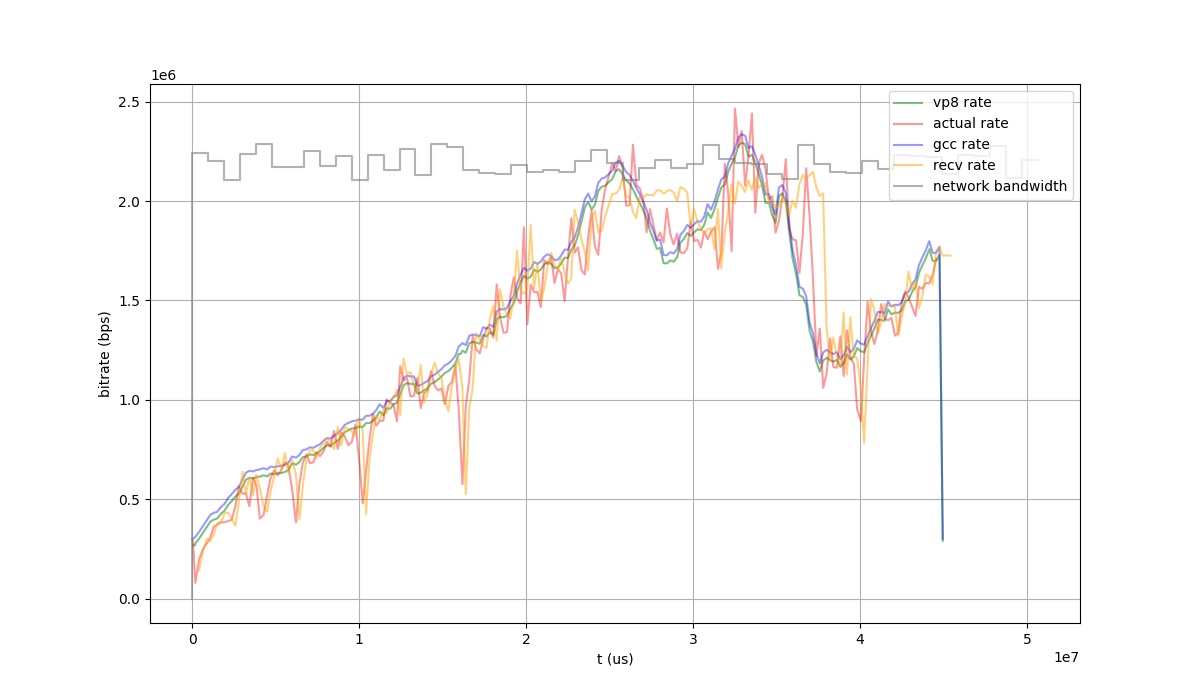 1e6
2.5
2.0
1.5
1.0
0.5
0.0
bitrate (bps)
vp8 rate
actual rate
gcc rate
recv rate
network bandwidth
0 1 2 3 4 5
t (us)
1e7